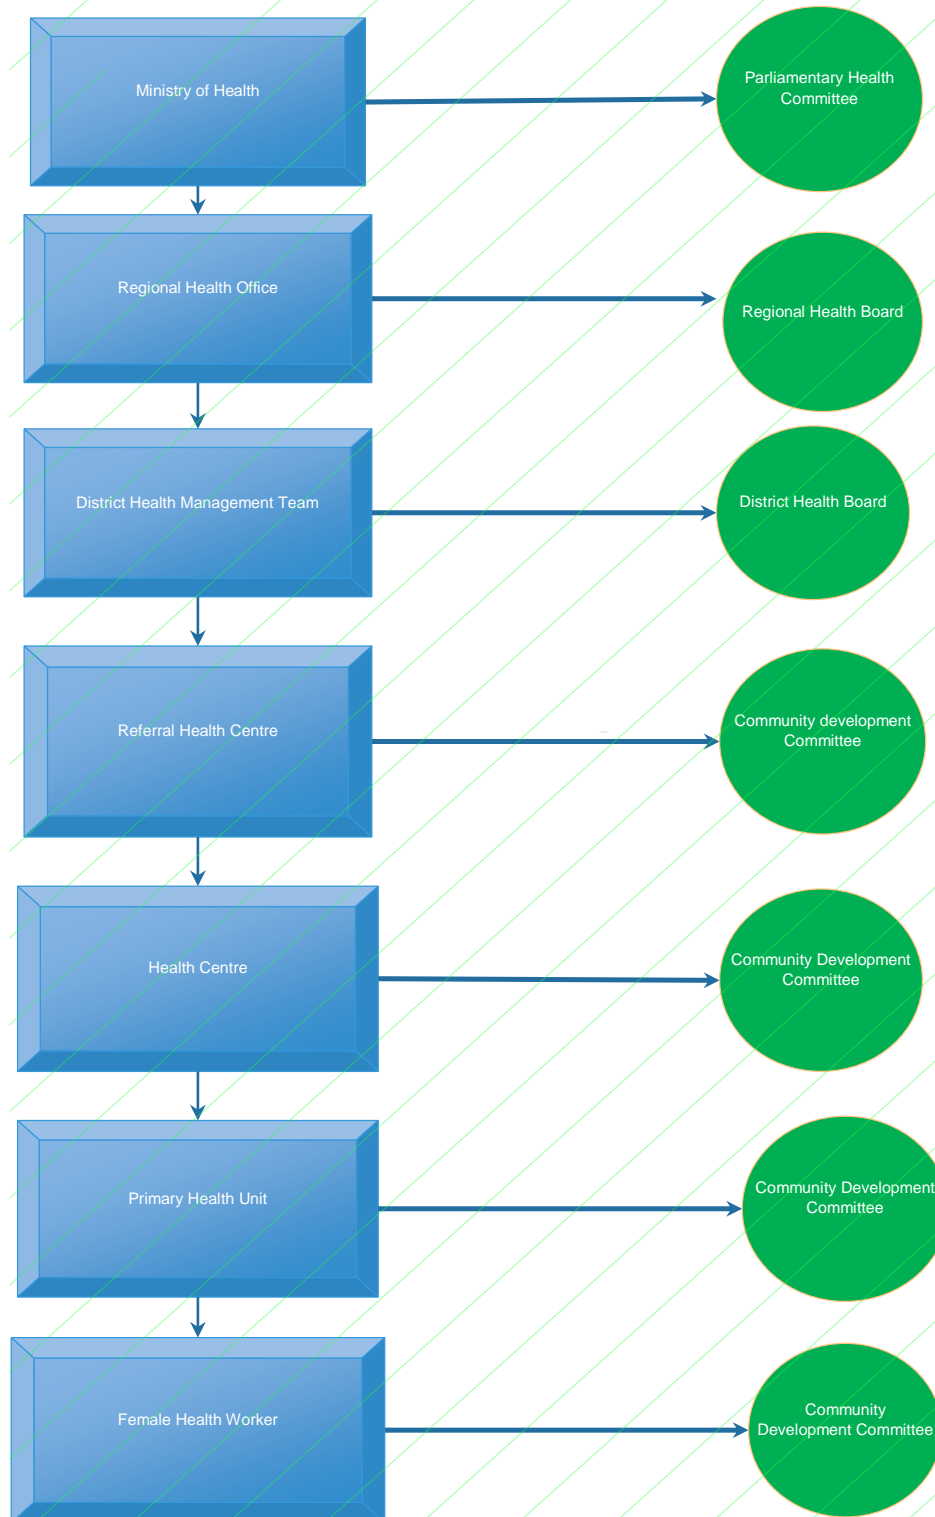 Ministry of Health
Parliamentary Health
Committee
Regional Health Office
Regional Health Board
District Health Management Team
District Health Board
Referral Health Centre
Community development
Committee
Health Centre
Community Development
Committee
Primary Health Unit
Community Development
Committee
Female Health Worker
Community
Development Committee